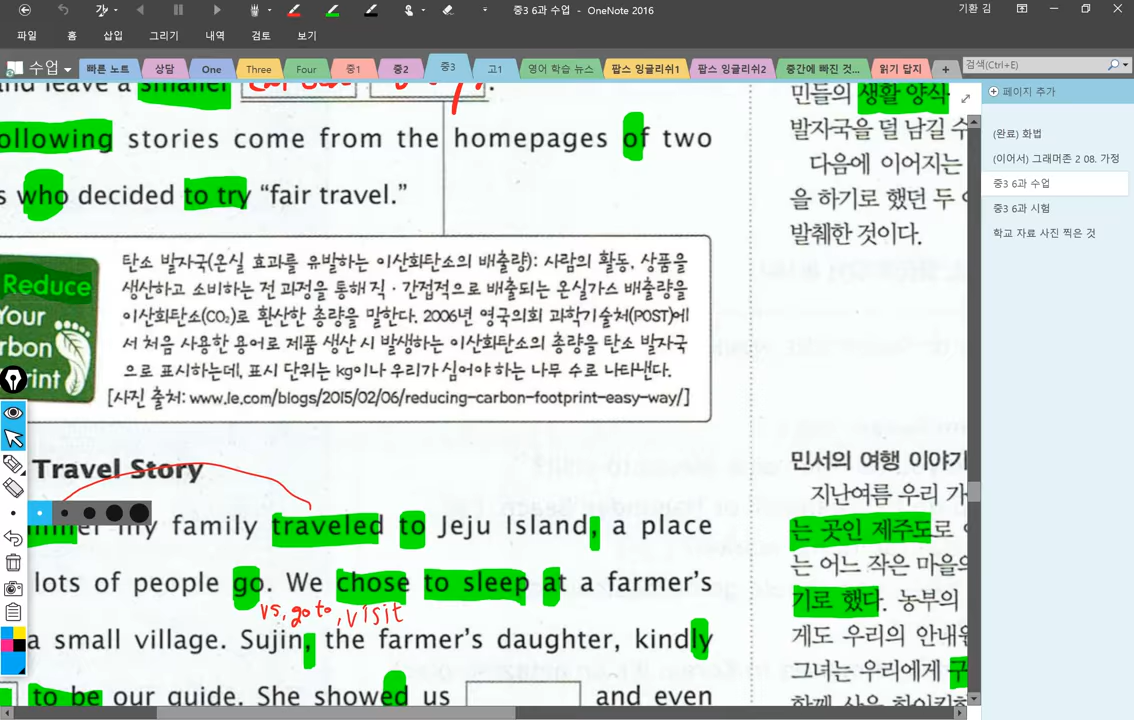 중3 6과 수업 - OneNote 2016
기환 김
파일 홈 삽입 그리기 내역 검토 보기
수업 빠른 노트 상담 One Three Four 중1 중2 중3 고1 영어 학습 뉴스 팝스 잉글리쉬1 팝스 잉글리쉬2 중간에 빠진 것... 읽기 답지 +
검색(Ctrl+E)
페이지 추가
(완료) 화법
(이어서) 그래머존 2 08. 가정
중3 6과 수업
중3 6과 시험
학교 자료 사진 찍은 것
and leave a smaller
ollowing stories come from the homepages of two
s who decided to try “fair travel.”
Reduce
Your
rbon
rint
탄소 발자국(온실 효과를 유발하는 이산화탄소의 배출량): 사람의 활동, 상품을
생산하고 소비하는 전 과정을 통해 직·간접적으로 배출되는 온실가스 배출량을
이산화탄소(CO₂)로 환산한 총량을 말한다. 2006년 영국의회 과학기술처(POST)에
서 처음 사용한 용어로 제품 생산 시 발생하는 이산화탄소의 총량을 탄소 발자국
으로 표시하는데, 표시 단위는 kg이나 우리가 심어야 하는 나무 수로 나타낸다.
[사진 출처: www.le.com/blogs/2015/02/06/reducing-carbon-footprint-easy-way/]
Travel Story
er my family traveled to Jeju Island, a place
lots of people go. We chose to sleep at a farmer’s
vs, go to, visit
a small village. Sujin, the farmer’s daughter, kindly
to be our guide. She showed us and even
민들의 생활 양식
발자국을 덜 남길 수
다음에 이어지는
을 하기로 했던 두
발췌한 것이다.
민서의 여행 이야기
지난여름 우리 가
는 곳인 제주도로
는 어느 작은 마을의
기로 했다. 농부의
게도 우리의 안내원
그녀는 우리에게 구
함께 산을 하이킹하